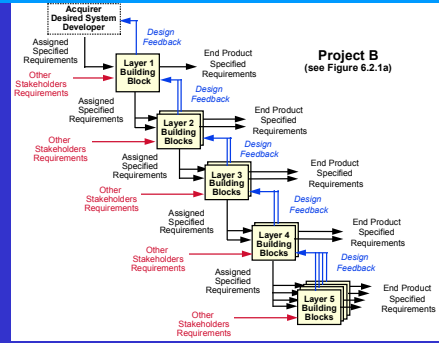 Acquirer
Desired System
Developer
Design
Feedback
Project B
(see Figure 6.2.1a)
Assigned
Specified
Requirements
Layer 1
Building
Block
End Product
Specified
Requirements
Other
Stakeholders
Requirements
Design
Feedback
Assigned
Specified
Requirements
Layer 2
Building
Blocks
End Product
Specified
Requirements
Other
Stakeholders
Requirements
Design
Feedback
Assigned
Specified
Requirements
Layer 3
Building
Blocks
End Product
Specified
Requirements
Other
Stakeholders
Requirements
Design
Feedback
Assigned
Specified
Requirements
Layer 4
Building
Blocks
End Product
Specified
Requirements
Other
Stakeholders
Requirements
Design
Feedback
Assigned
Specified
Requirements
Layer 5
Building
Blocks
End Product
Specified
Requirements
Other
Stakeholders
Requirements